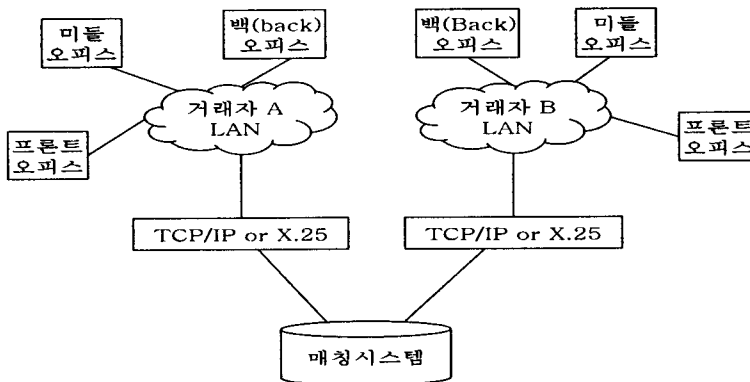 미들
오피스
백(back)
오피스
백(Back)
오피스
미들
오피스
거래자 A
LAN
거래자 B
LAN
프론트
오피스
프론트
오피스
TCP/IP or X.25
TCP/IP or X.25
매칭시스템